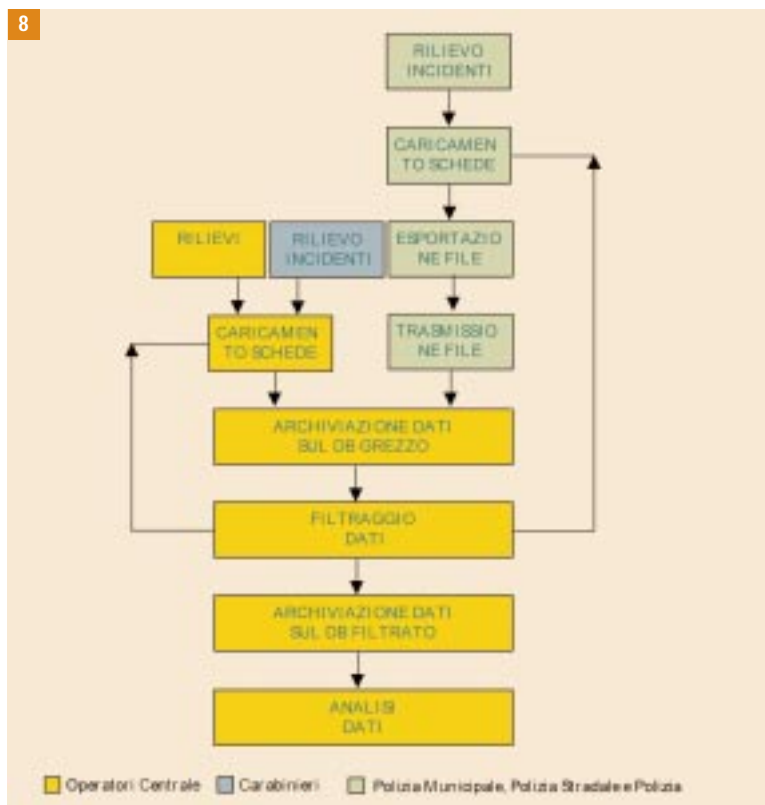 8
RILIEVO
INCIDENTI
CARICAMEN
TO SCHEDE
RILIEVI
RILIEVO
INCIDENTI
ESPORTAZIO
NE FILE
CARICAMEN
TO SCHEDE
TRASMISSIO
NE FILE
ARCHIVIAZIONE DATI
SUL DB GREZZO
FILTRAGGIO
DATI
ARCHIVIAZIONE DATI
SUL DB FILTRATO
ANALISI
DATI
Operatori Centrale
Carabinieri
Polizia Municipale, Polizia Stradale e Polizia